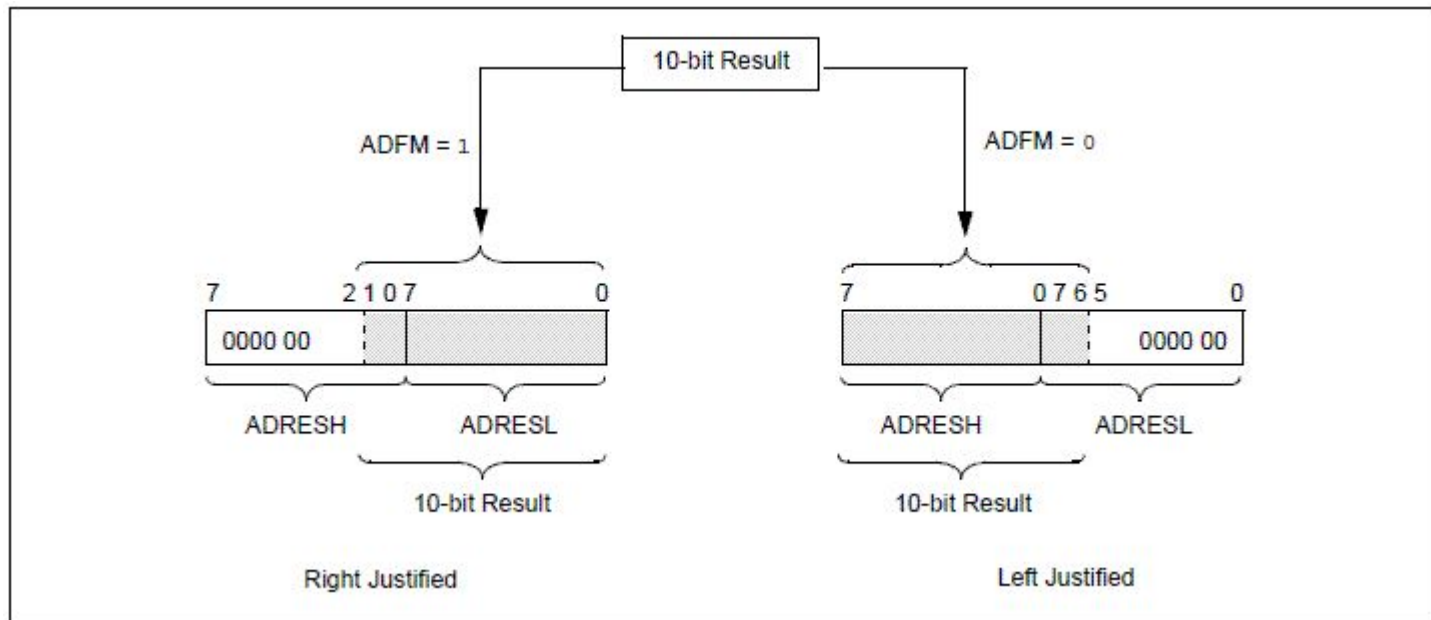 10-bit Result
ADFM = 1
ADFM = 0
7 2 1 0 7 0
7 0 7 6 5 0
0000 00
0000 00
ADRESH ADRESL
ADRESH ADRESL
10-bit Result
10-bit Result
Right Justified
Left Justified